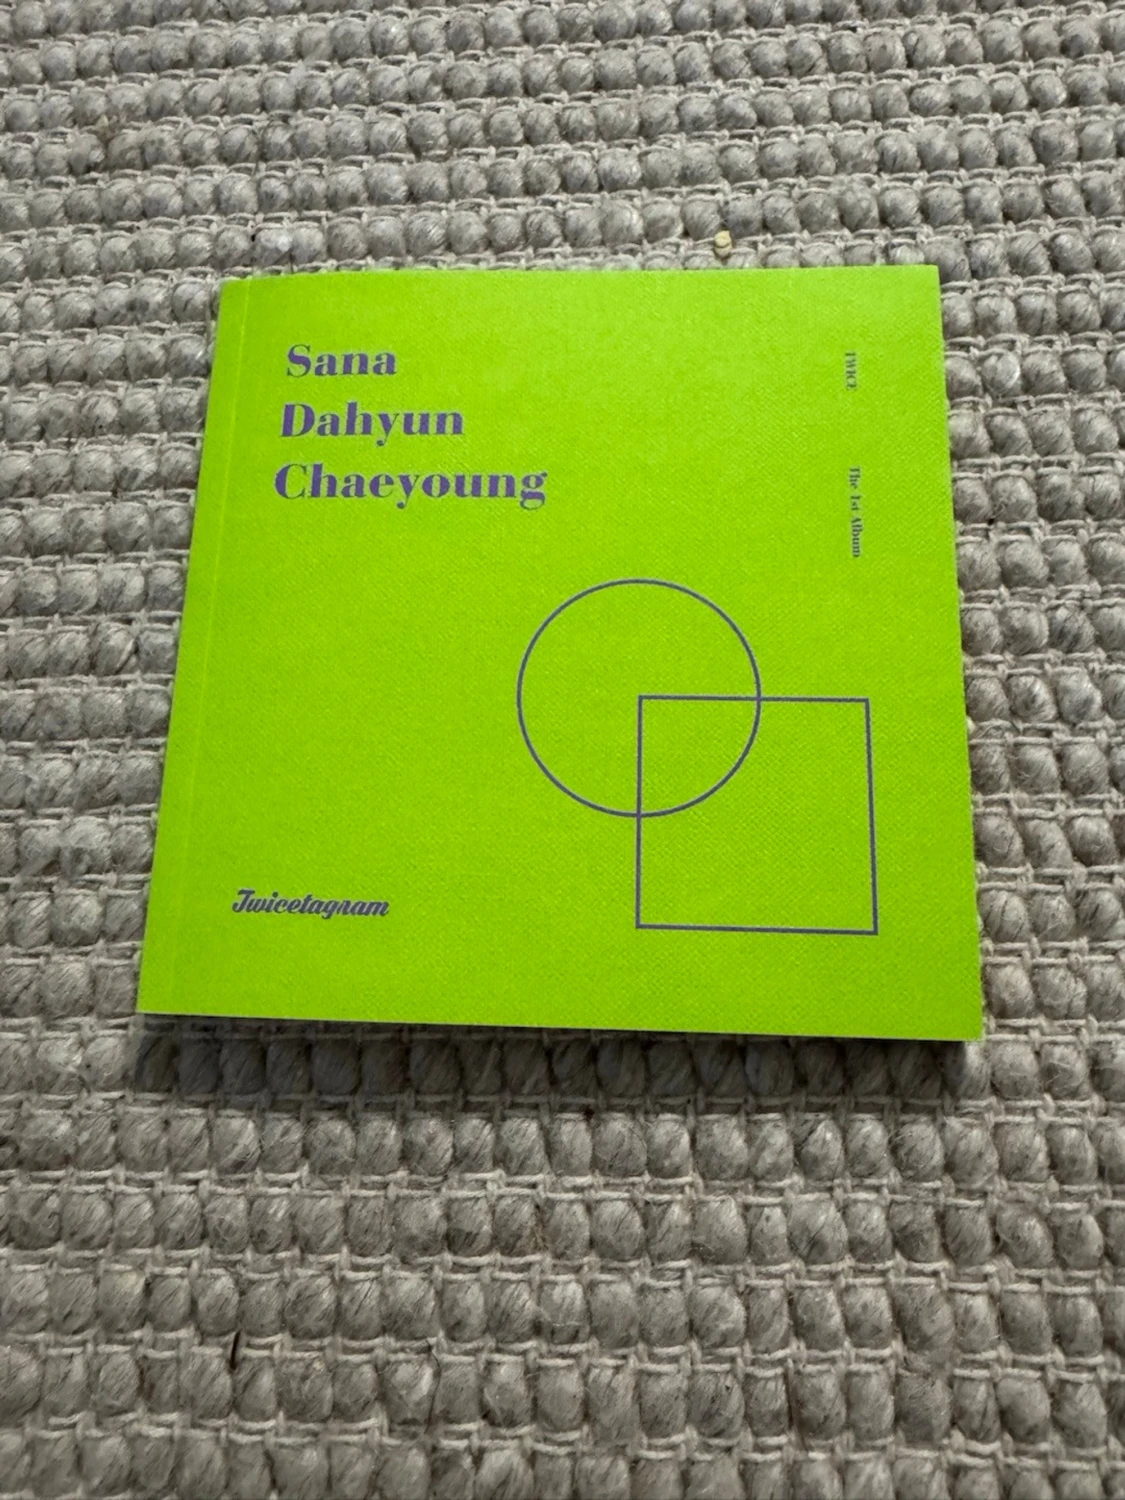 Sana
Dahyun
Chaeyoung
TWICE
The 1st Album
Twicetagram